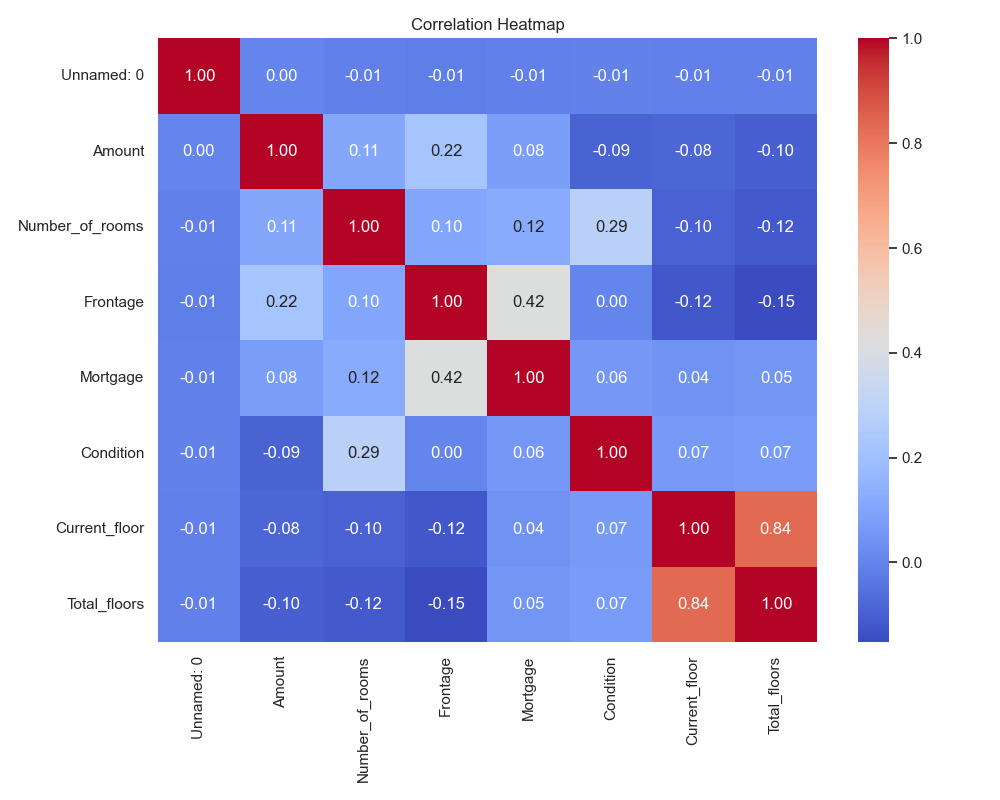 Correlation Heatmap
Unnamed: 0 1.00 0.00 -0.01 -0.01 -0.01 -0.01 -0.01 -0.01
Amount 0.00 1.00 0.11 0.22 0.08 -0.09 -0.08 -0.10
Number_of_rooms -0.01 0.11 1.00 0.10 0.12 0.29 -0.10 -0.12
Frontage -0.01 0.22 0.10 1.00 0.42 0.00 -0.12 -0.15
Mortgage -0.01 0.08 0.12 0.42 1.00 0.06 0.04 0.05
Condition -0.01 -0.09 0.29 0.00 0.06 1.00 0.07 0.07
Current_floor -0.01 -0.08 -0.10 -0.12 0.04 0.07 1.00 0.84
Total_floors -0.01 -0.10 -0.12 -0.15 0.05 0.07 0.84 1.00
Unnamed: 0
Amount
Number_of_rooms
Frontage
Mortgage
Condition
Current_floor
Total_floors
1.0
0.8
0.6
0.4
0.2
0.0